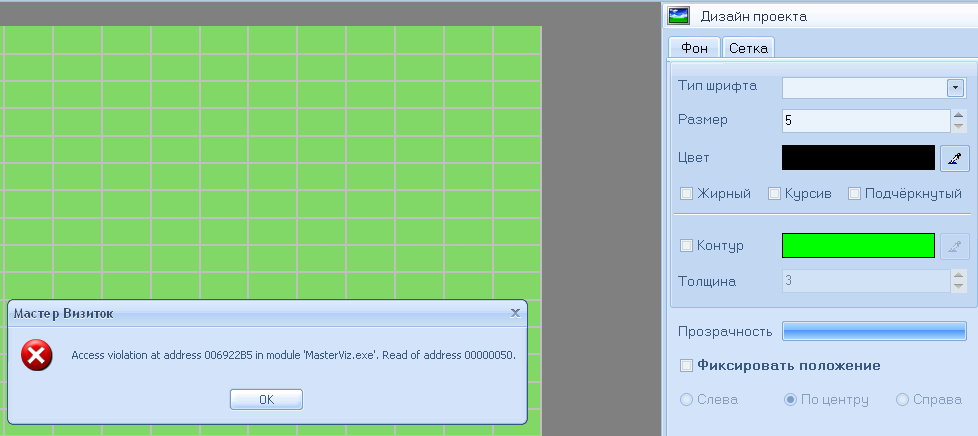 Дизайн проекта
Фон Сетка
Тип шрифта
Размер 5
Цвет
Жирный Курсив Подчёркнутый
Контур
Толщина 3
Прозрачность
Фиксировать положение
Слева По центру Справа
Мастер Визиток
Access violation at address 006922B5 in module 'MasterViz.exe'. Read of address 00000050.
OK